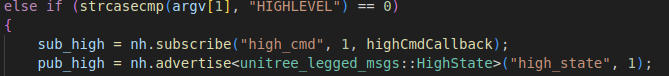 else if (strcasecmp(argv[1], "HIGHLEVEL") == 0)
{
sub_high = nh.subscribe("high_cmd", 1, highCmdCallback);
pub_high = nh.advertise<unitree_legged_msgs::HighState>("high_state", 1);